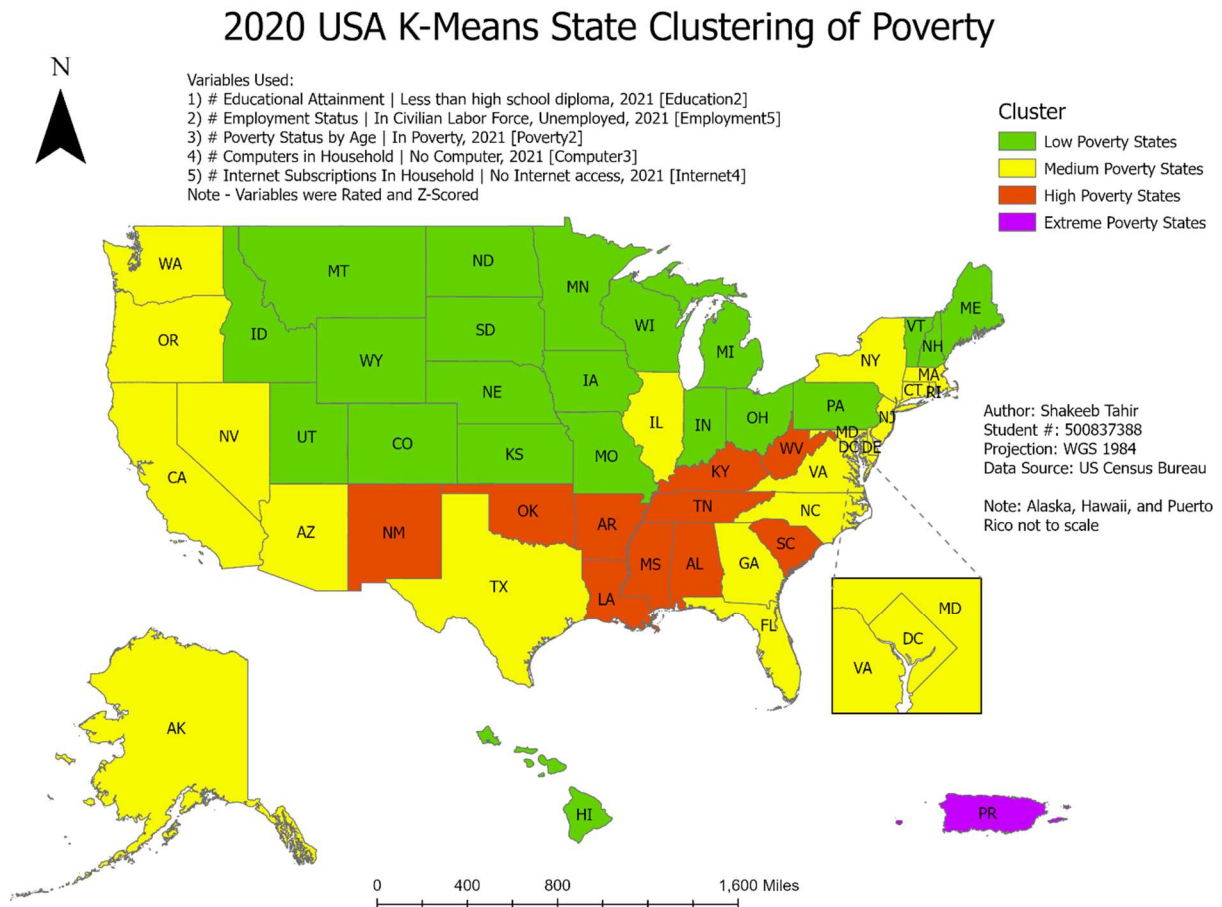 2020 USA K-Means State Clustering of Poverty
N
Variables Used:
1) # Educational Attainment | Less than high school diploma, 2021 [Education2]
2) # Employment Status | In Civilian Labor Force, Unemployed, 2021 [Employment5]
3) # Poverty Status by Age | In Poverty, 2021 [Poverty2]
4) # Computers in Household | No Computer, 2021 [Computer3]
5) # Internet Subscriptions In Household | No Internet access, 2021 [Internet4]
Note - Variables were Rated and Z-Scored
Cluster
Low Poverty States
Medium Poverty States
High Poverty States
Extreme Poverty States
WA
MT
ND
MN
ME
OR
ID
WY
SD
WI
MI
VT
NH
NY
MA
CT
RI
NV
UT
CO
NE
IA
IL
IN
OH
PA
NJ
CA
KS
MO
KY
WV
MD
DC
DE
VA
AZ
NM
OK
AR
TN
NC
TX
LA
MS
AL
GA
SC
FL
Author: Shakeeb Tahir
Student #: 500837388
Projection: WGS 1984
Data Source: US Census Bureau
Note: Alaska, Hawaii, and Puerto
Rico not to scale
MD
DC
VA
AK
HI
PR
0 400 800 1,600 Miles